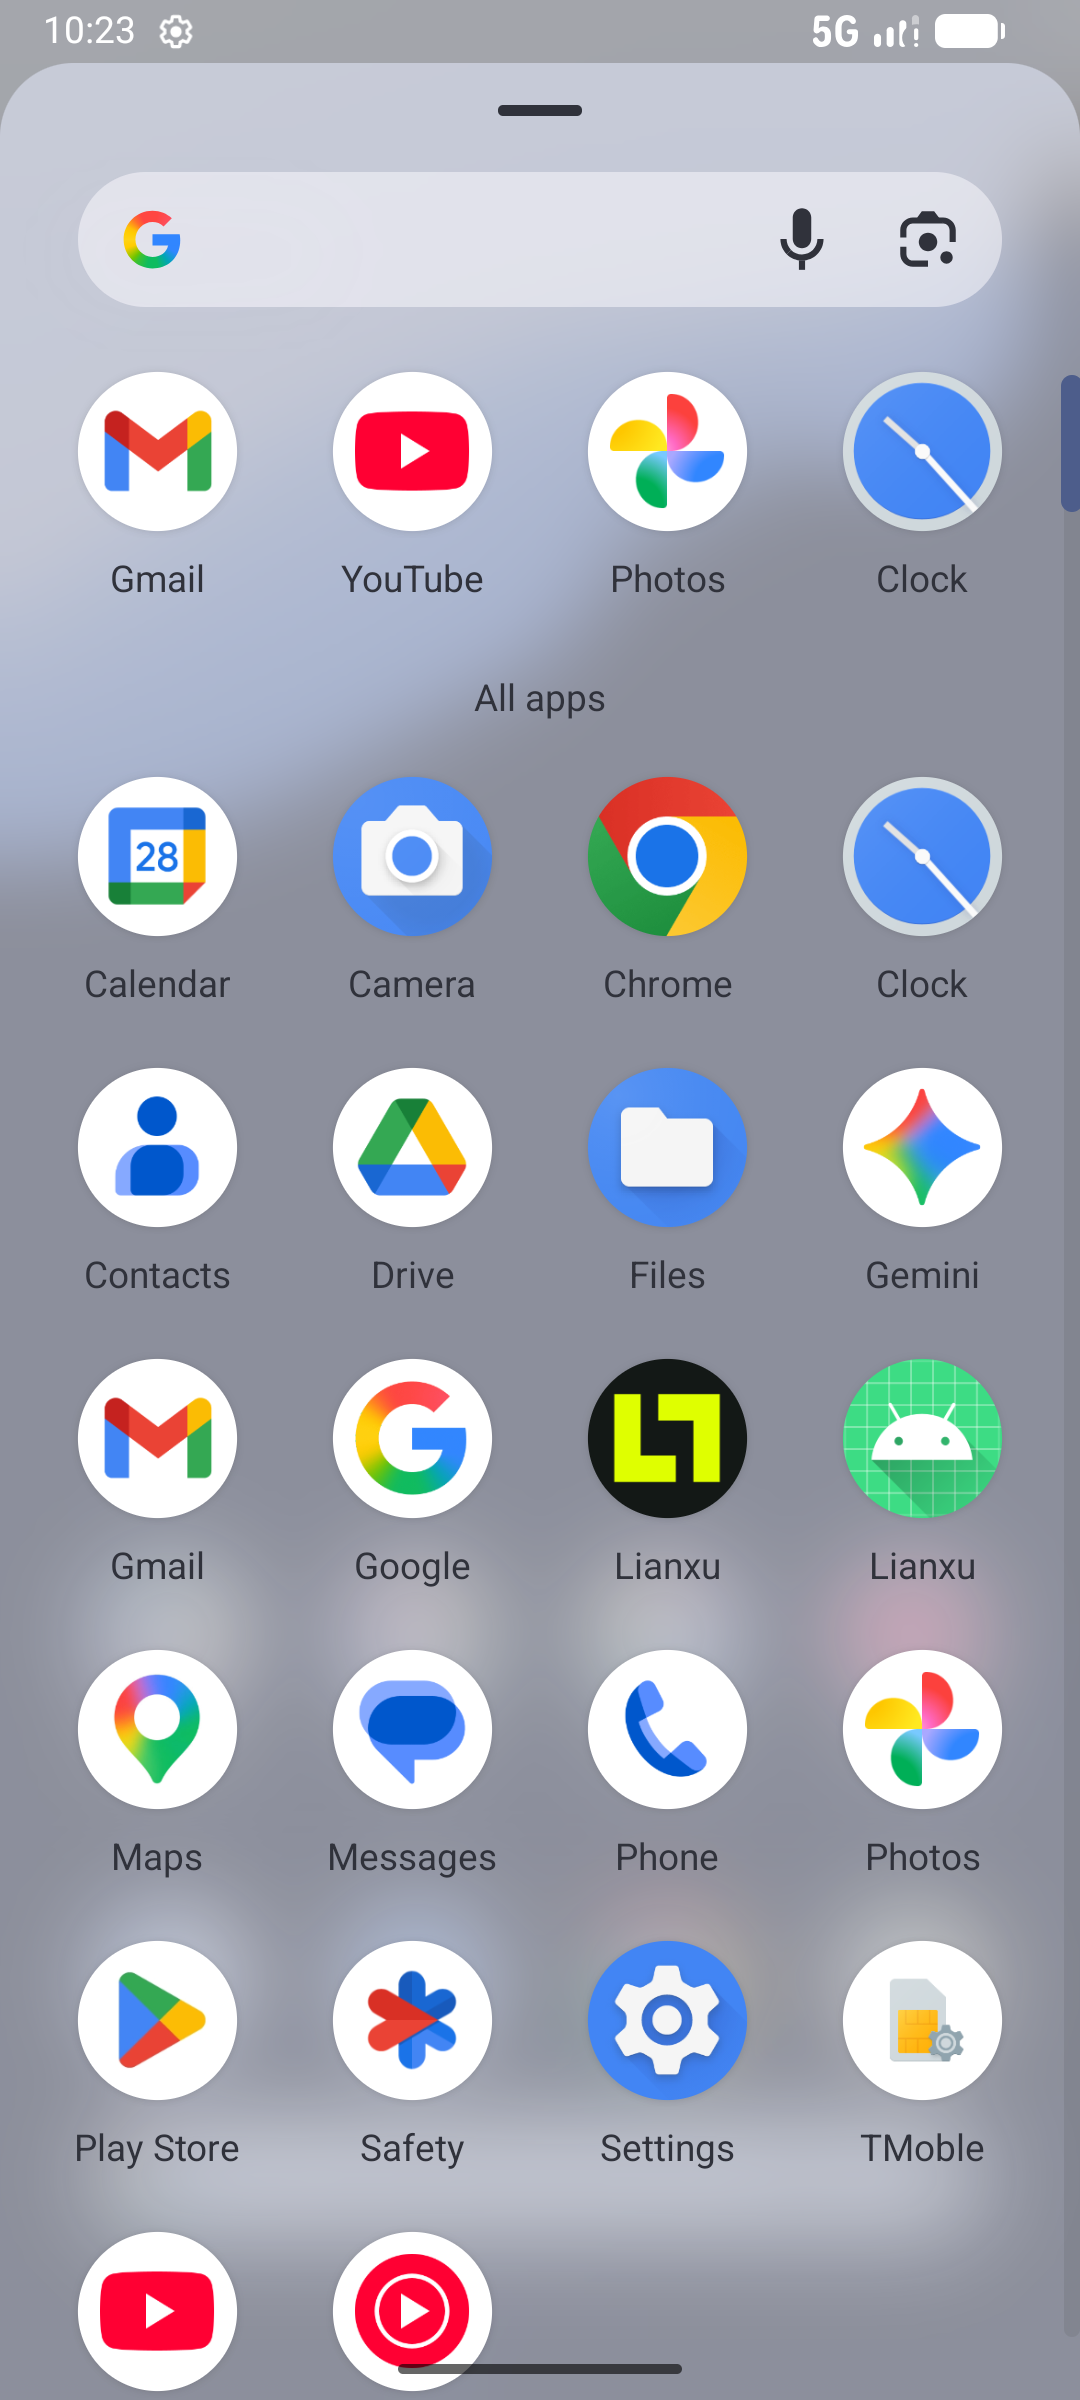 10:23 5G
Gmail YouTube Photos Clock
All apps
28
Calendar Camera Chrome Clock
Contacts Drive Files Gemini
Gmail Google Lianxu Lianxu
Maps Messages Phone Photos
Play Store Safety Settings TMoble